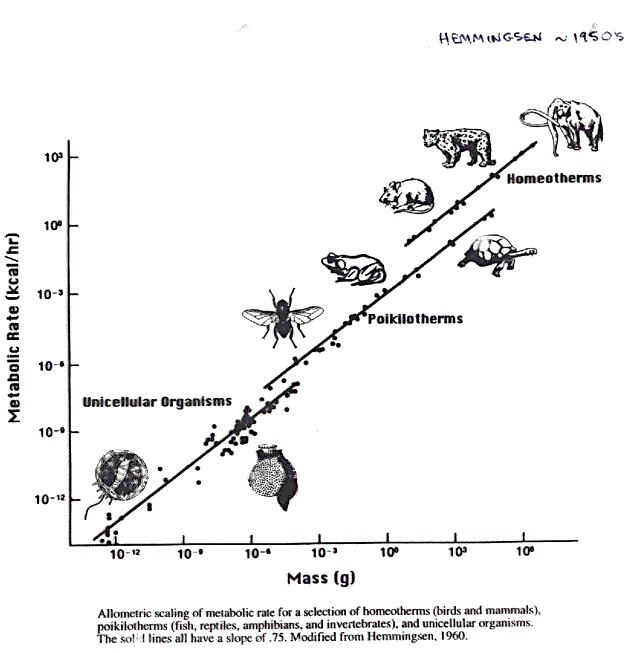 HEMMINGSEN ~ 1950s
10³
10⁰
10⁻³
10⁻⁶
10⁻⁹
10⁻¹²
Metabolic Rate (kcal/hr)
Homeotherms
Poikilotherms
Unicellular Organisms
10⁻¹² 10⁻⁹ 10⁻⁶ 10⁻³ 10⁰ 10³ 10⁶
Mass (g)
Allometric scaling of metabolic rate for a selection of homeotherms (birds and mammals),
poikilotherms (fish, reptiles, amphibians, and invertebrates), and unicellular organisms.
The solid lines all have a slope of .75. Modified from Hemmingsen, 1960.